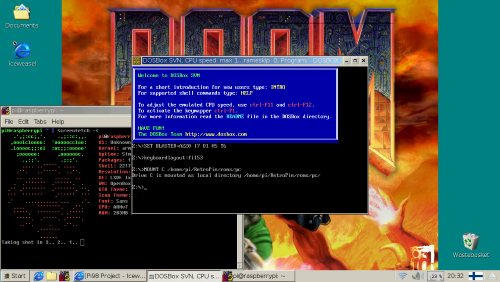 DOOM
Documents
Iceweasel
DOSBox SVN, CPU speed: max 1
Welcome to DOSBox SVN
For a short introduction for new users type: INTRO
For supported shell commands type: HELP
To adjust the emulated CPU speed, use ctrl-F11 and ctrl-F12.
To activate the keymapper ctrl-F1.
For more information read the README file in the DOSBox directory.
HAVE FUN!
The DOSBox Team http://www.dosbox.com
Z:\>SET BLASTER=A220 I7 D1 H5 T6
Z:\>keyboardlayout=fi153
Z:\>MOUNT C /home/pi/RetroPie/roms/pc
Drive C is mounted as local directory /home/pi/RetroPie/roms/pc/
Z:\>_
pi@raspberrypi:
File Edit Tabs Help
pi@raspberrypi ~ $ screenfetch -s
Taking shot in 3.. 2.. 1..
Wastebasket
Start
Pi98 Project - Icewe...
DOSBox SVN, CPU s...
pi@raspberrypi: ~
20:32